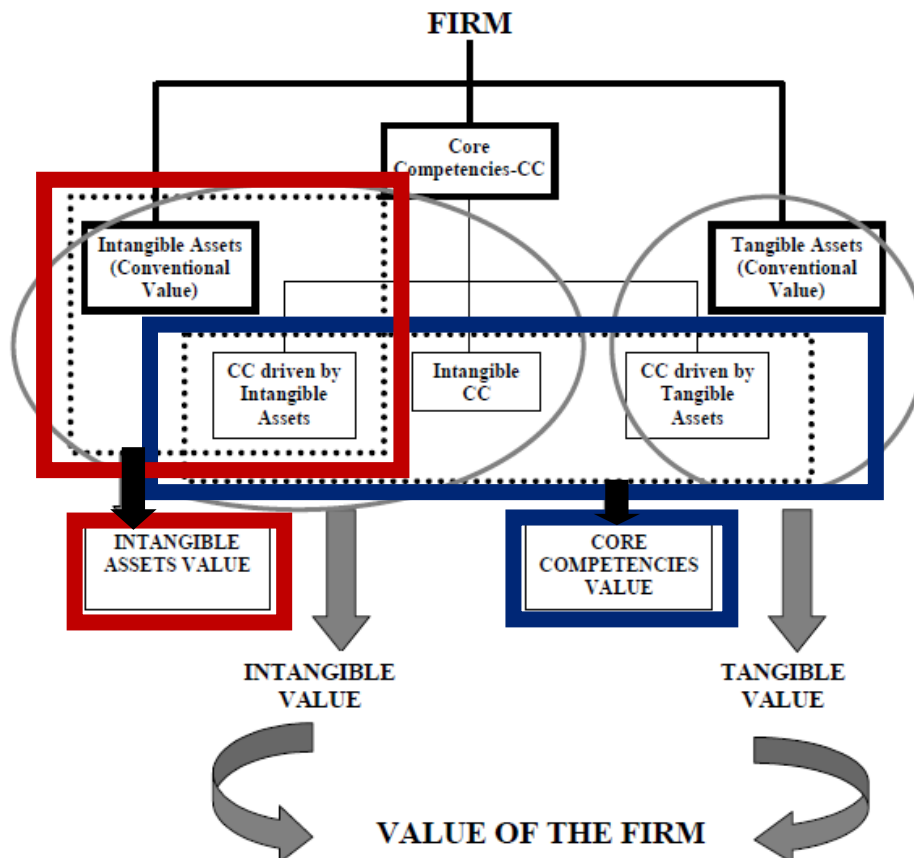 FIRM
Core
Competencies-CC
Intangible Assets
(Conventional
Value)
Tangible Assets
(Conventional
Value)
CC driven by
Intangible
Assets
Intangible
CC
CC driven by
Tangible
Assets
INTANGIBLE
ASSETS VALUE
CORE
COMPETENCIES
VALUE
INTANGIBLE
VALUE
TANGIBLE
VALUE
VALUE OF THE FIRM